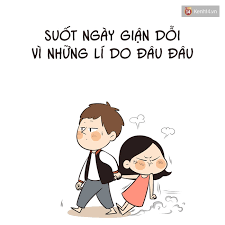 SUỐT NGÀY GIẬN DỖI
VÌ NHỮNG LÍ DO ĐÂU ĐÂU